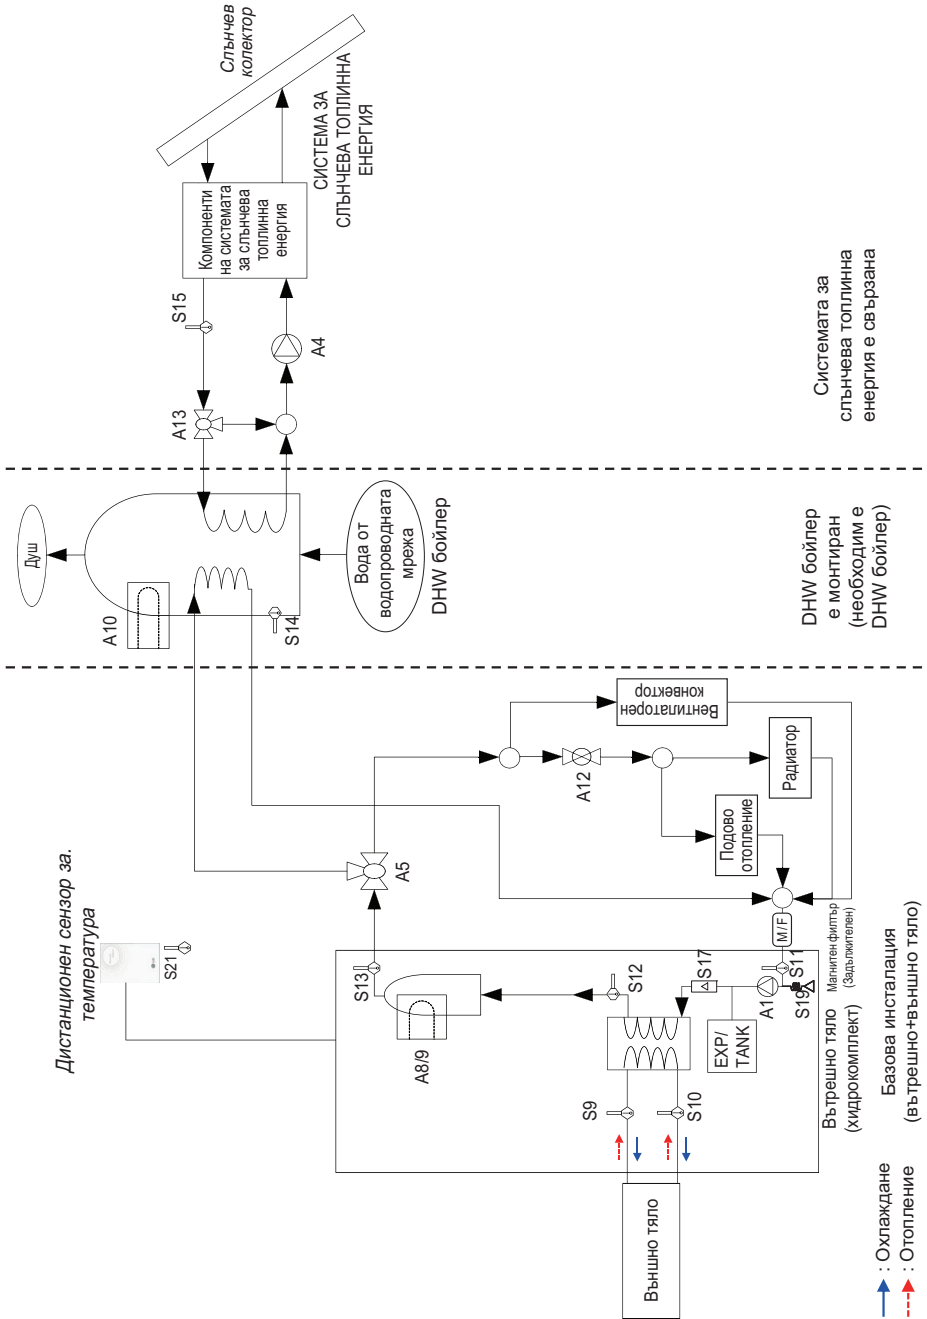 Дистанционен сензор за.
температура
S21
Външно тяло
S9
S10
A8/9
S13
S12
EXP/
TANK
S17
A1
S11
S19
M / F
Магнитен филтър
(Задължителен)
Вътрешно тяло
(хидрокомплект)
A5
A12
Вентилаторен
конвектор
Радиатор
Подово
отопление
Душ
A10
S14
Вода от
водопроводната
мрежа
DHW бойлер
A13
S15
A4
Компоненти
на системата
за слънчева
топлинна
енергия
Слънчев
колектор
СИСТЕМА ЗА
СЛЪНЧЕВА ТОПЛИННА
ЕНЕРГИЯ
Базова инсталация
(вътрешно+външно тяло)
DHW бойлер
е монтиран
(необходим е
DHW бойлер)
Системата за
слънчева топлинна
енергия е свързана
: Охлаждане
: Отопление